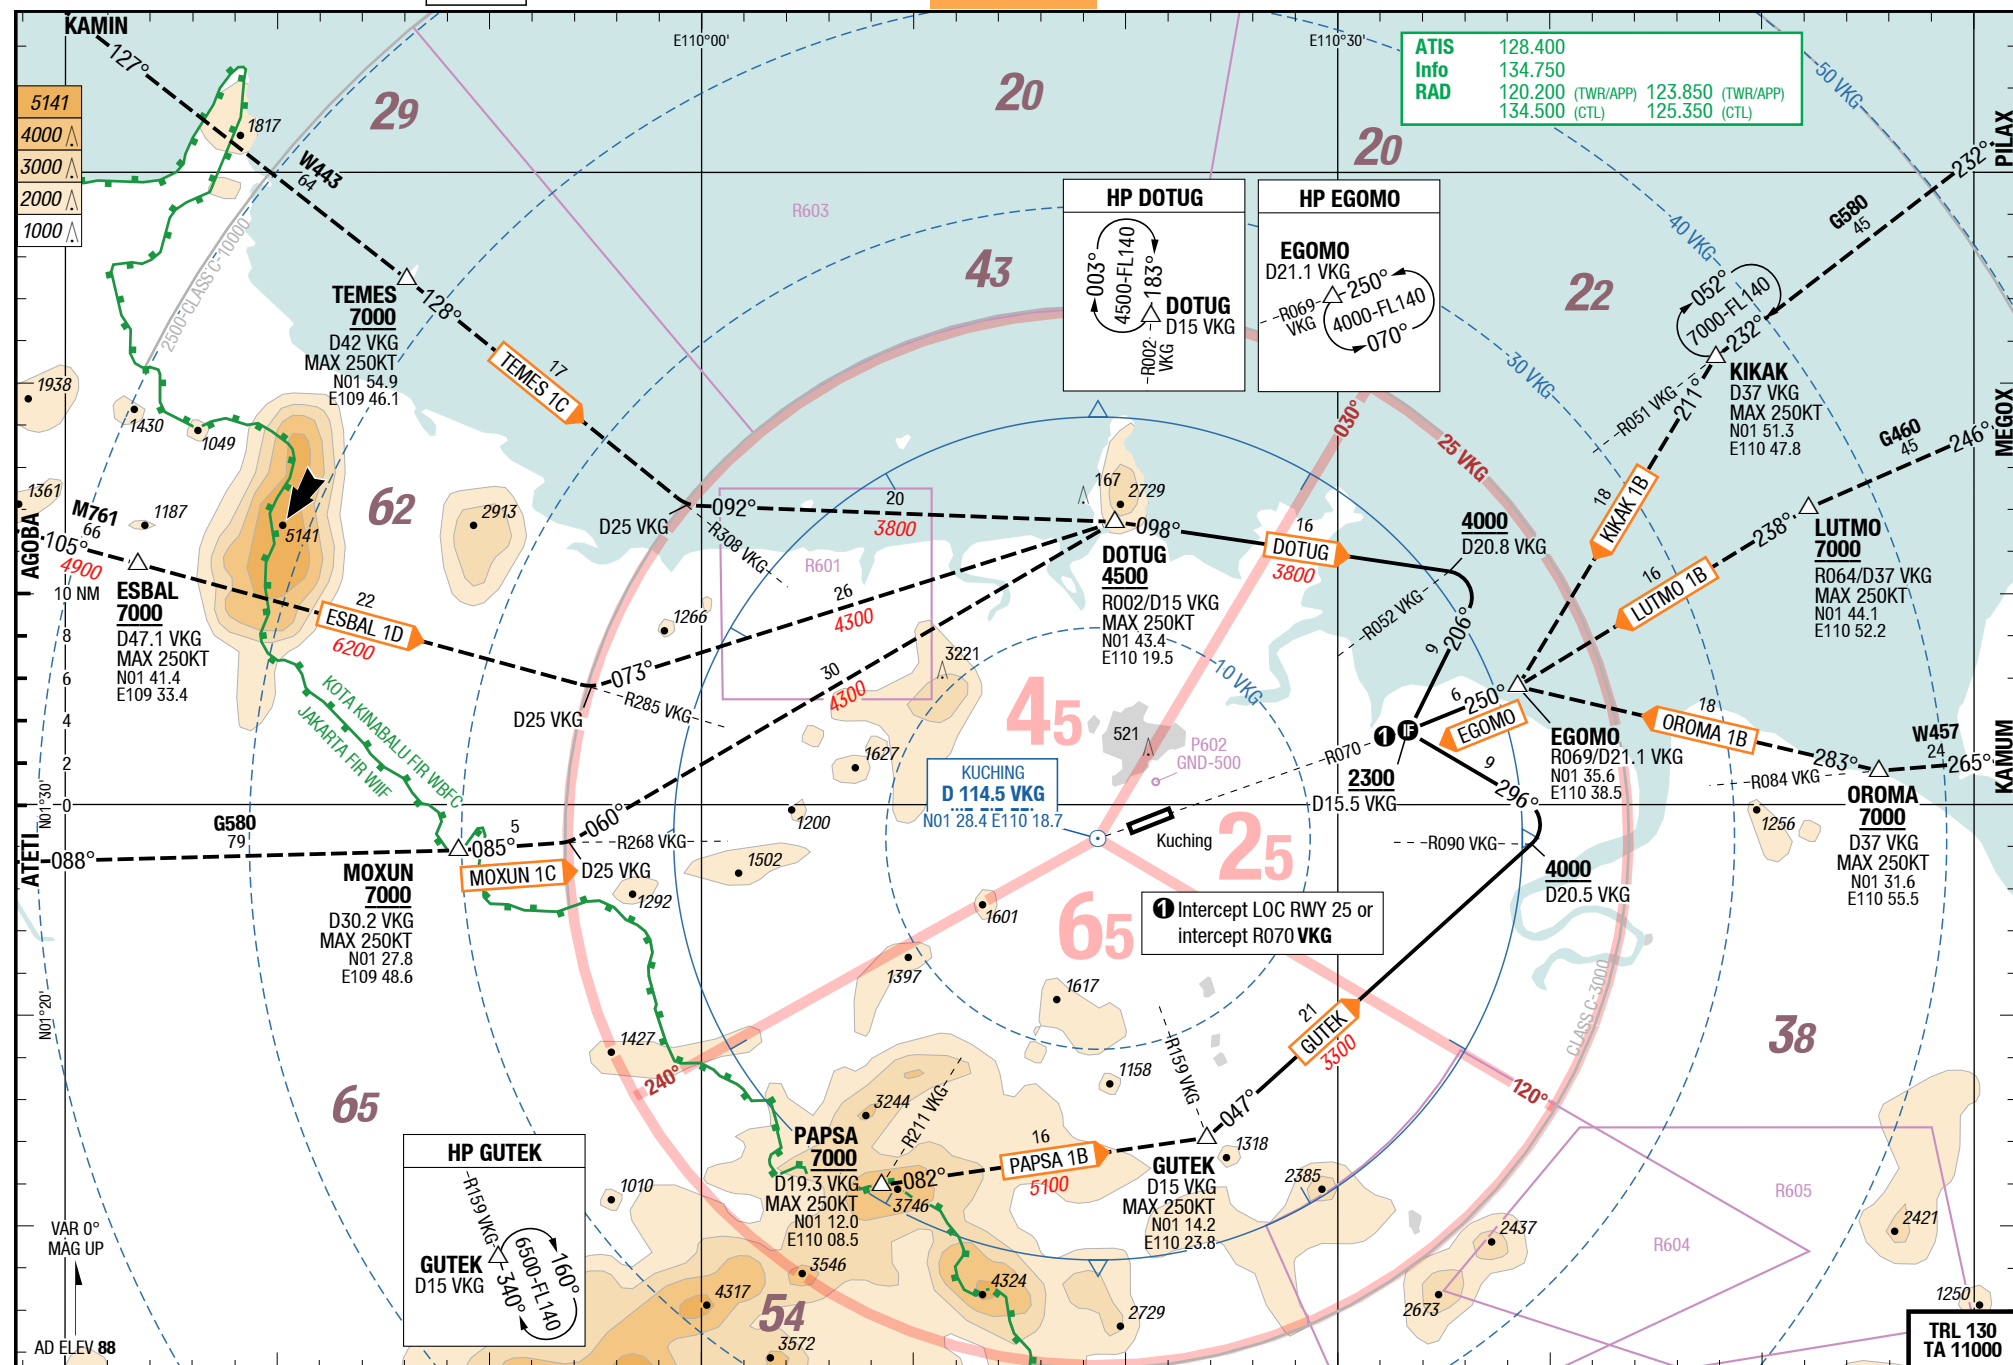 KAMIN
127°
E110°00'
E110°30'
ATIS 128.400
Info 134.750
RAD 120.200 (TWR/APP) 123.850 (TWR/APP)
134.500 (CTL) 125.350 (CTL)
50 VKG
PILAX
232°
5141
4000
3000
2000
1000
29
20
20
1817
W443
64
R603
HP DOTUG
003°
4500-FL140
183°
DOTUG
D15 VKG
R002
VKG
HP EGOMO
EGOMO
D21.1 VKG
R069
VKG
250°
4000-FL140
070°
G580
45
40 VKG
2500-CLASS C-10000
43
22
052°
7000-FL140
232°
TEMES
7000
D42 VKG
MAX 250KT
N01 54.9
E109 46.1
128°
17
TEMES 1C
30 VKG
KIKAK
D37 VKG
MAX 250KT
N01 51.3
E110 47.8
R051 VKG
211°
G460
45
246°
MEGOX
1938
1430
1049
030°
25 VKG
1361
AGOBA
M761
66
105°
4900
10 NM
1187
5141
62
2913
D25 VKG
092°
20
3800
R308 VKG
R601
167
2729
098°
16
DOTUG
3800
DOTUG
4500
R002/D15 VKG
MAX 250KT
N01 43.4
E110 19.5
4000
D20.8 VKG
18
KIKAK 1B
16
LUTMO 1B
238°
LUTMO
7000
R064/D37 VKG
MAX 250KT
N01 44.1
E110 52.2
ESBAL
7000
D47.1 VKG
MAX 250KT
N01 41.4
E109 33.4
22
ESBAL 1D
6200
1266
26
4300
30
4300
073°
R285 VKG
D25 VKG
3221
R052 VKG
206°
9
10 VKG
8
6
4
2
0
N01°30'
KOTA KINABALU FIR WBFC
JAKARTA FIR WIIF
45
521
P602
GND-500
1627
R070
1
IF
6
250°
EGOMO
2300
D15.5 VKG
9
296°
EGOMO
R069/D21.1 VKG
N01 35.6
E110 38.5
18
OROMA 1B
283°
R084 VKG
W457
24
265°
KAMUM
OROMA
7000
D37 VKG
MAX 250KT
N01 31.6
E110 55.5
1256
KUCHING
D 114.5 VKG
N01 28.4 E110 18.7
Kuching
G580
79
ATETI
088°
5
085°
MOXUN 1C
060°
R268 VKG
D25 VKG
1200
1502
MOXUN
7000
D30.2 VKG
MAX 250KT
N01 27.8
E109 48.6
1292
1601
25
R090 VKG
4000
D20.5 VKG
65
1 Intercept LOC RWY 25 or
intercept R070 VKG
N01°20'
1397
1617
1427
CLASS C-3000
38
21
GUTEK
3300
R159 VKG
1158
240°
120°
65
3244
R211 VKG
047°
PAPSA
7000
D19.3 VKG
MAX 250KT
N01 12.0
E110 08.5
082°
3746
16
PAPSA 1B
5100
GUTEK
D15 VKG
MAX 250KT
N01 14.2
E110 23.8
1318
2385
R605
R604
2437
2421
HP GUTEK
R159 VKG
GUTEK
D15 VKG
6500-FL140
160°
340°
1010
VAR 0°
MAG UP
AD ELEV 88
4317
3546
54
3572
4324
2729
2673
1250
TRL 130
TA 11000